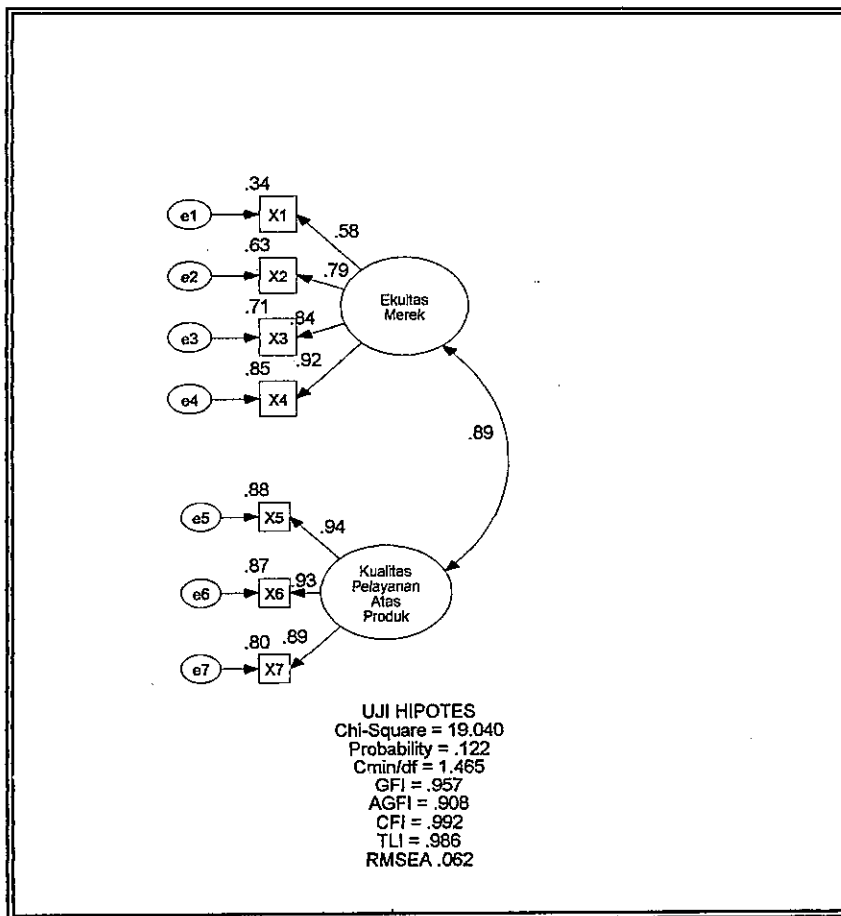 .34
e1
X1
.58
.63
e2
X2
.79
Ekuitas
Merek
.71
e3
X3
.84
.92
.85
e4
X4
.89
.88
e5
X5
.94
.87
e6
X6
.93
Kualitas
Pelayanan
Atas
Produk
.80
.89
e7
X7
UJI HIPOTES
Chi-Square = 19.040
Probability = .122
Cmin/df = 1.465
GFI = .957
AGFI = .908
CFI = .992
TLI = .986
RMSEA .062